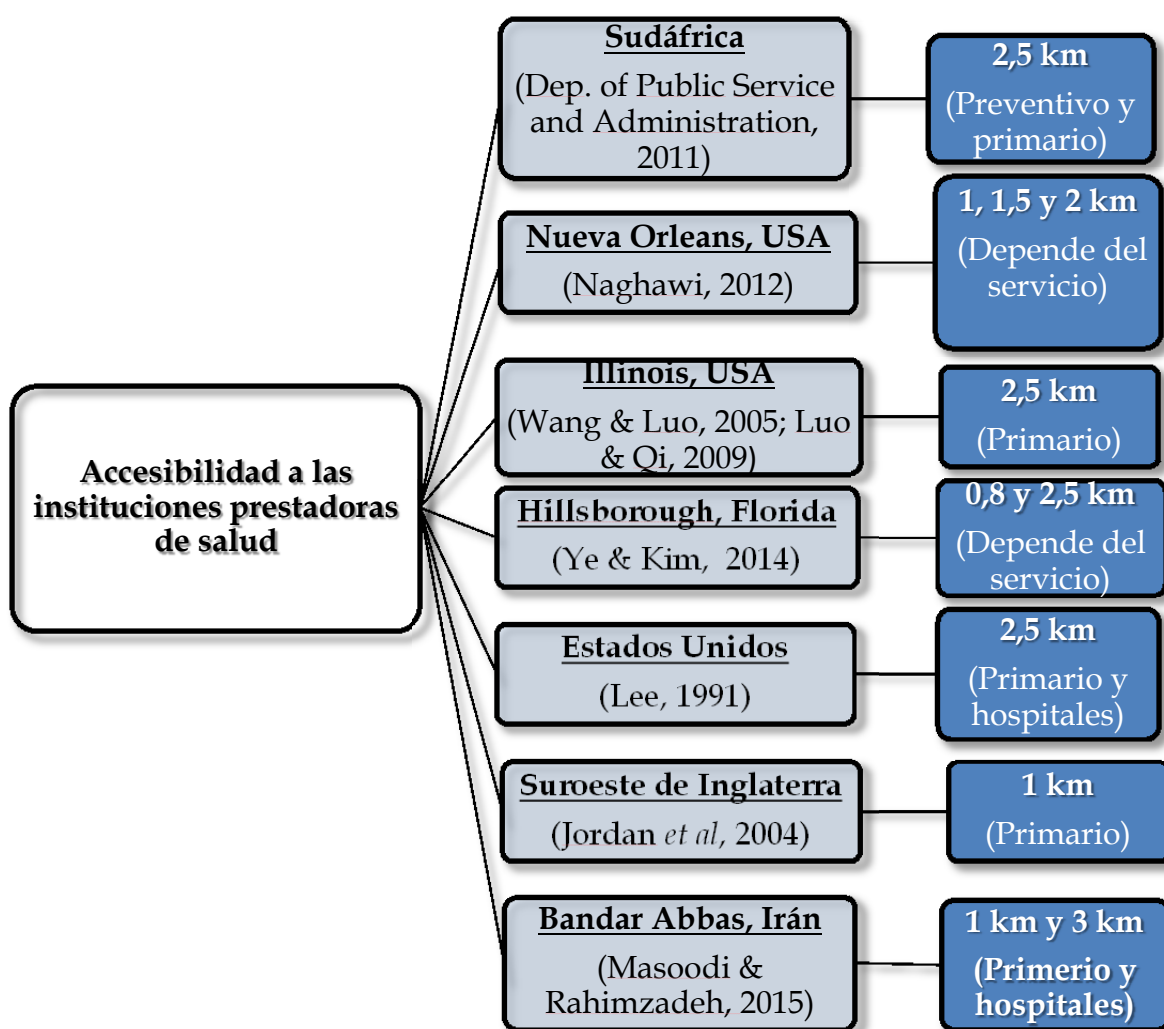 Accesibilidad a las
instituciones prestadoras
de salud
Sudáfrica
(Dep. of Public Service
and Administration,
2011)
2,5 km
(Preventivo y
primario)
Nueva Orleans, USA
(Naghawi, 2012)
1, 1,5 y 2 km
(Depende del
servicio)
Illinois, USA
(Wang & Luo, 2005; Luo
& Qi, 2009)
2,5 km
(Primario)
Hillsborough, Florida
(Ye & Kim, 2014)
0,8 y 2,5 km
(Depende del
servicio)
Estados Unidos
(Lee, 1991)
2,5 km
(Primario y
hospitales)
Suroeste de Inglaterra
(Jordan et al, 2004)
1 km
(Primario)
Bandar Abbas, Irán
(Masoodi &
Rahimzadeh, 2015)
1 km y 3 km
(Primerio y
hospitales)